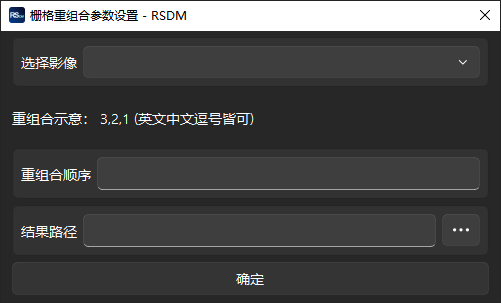 RSDM 栅格重组合参数设置 - RSDM
选择影像
重组合示意： 3,2,1 (英文中文逗号皆可)
重组合顺序
结果路径
确定